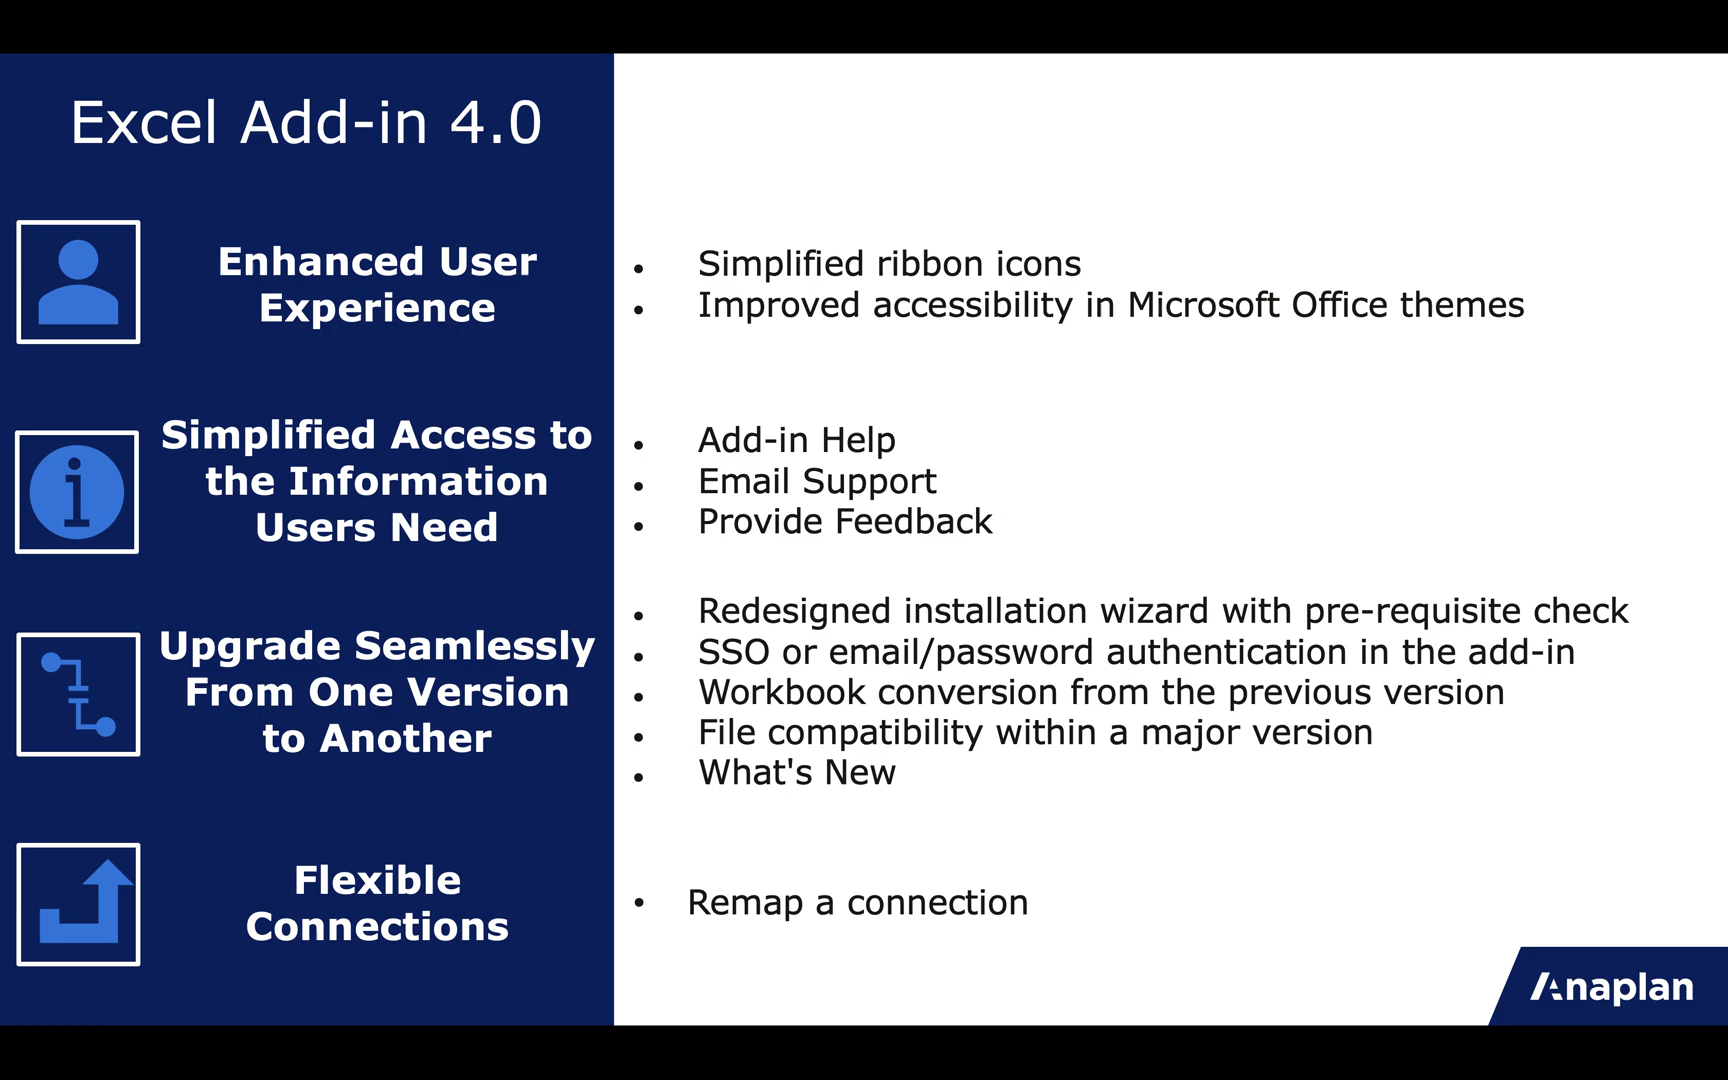 Excel Add-in 4.0
Enhanced User
Experience
• Simplified ribbon icons
• Improved accessibility in Microsoft Office themes
Simplified Access to
the Information
Users Need
• Add-in Help
• Email Support
• Provide Feedback
Upgrade Seamlessly
From One Version
to Another
• Redesigned installation wizard with pre-requisite check
• SSO or email/password authentication in the add-in
• Workbook conversion from the previous version
• File compatibility within a major version
• What's New
Flexible
Connections
• Remap a connection
Anaplan